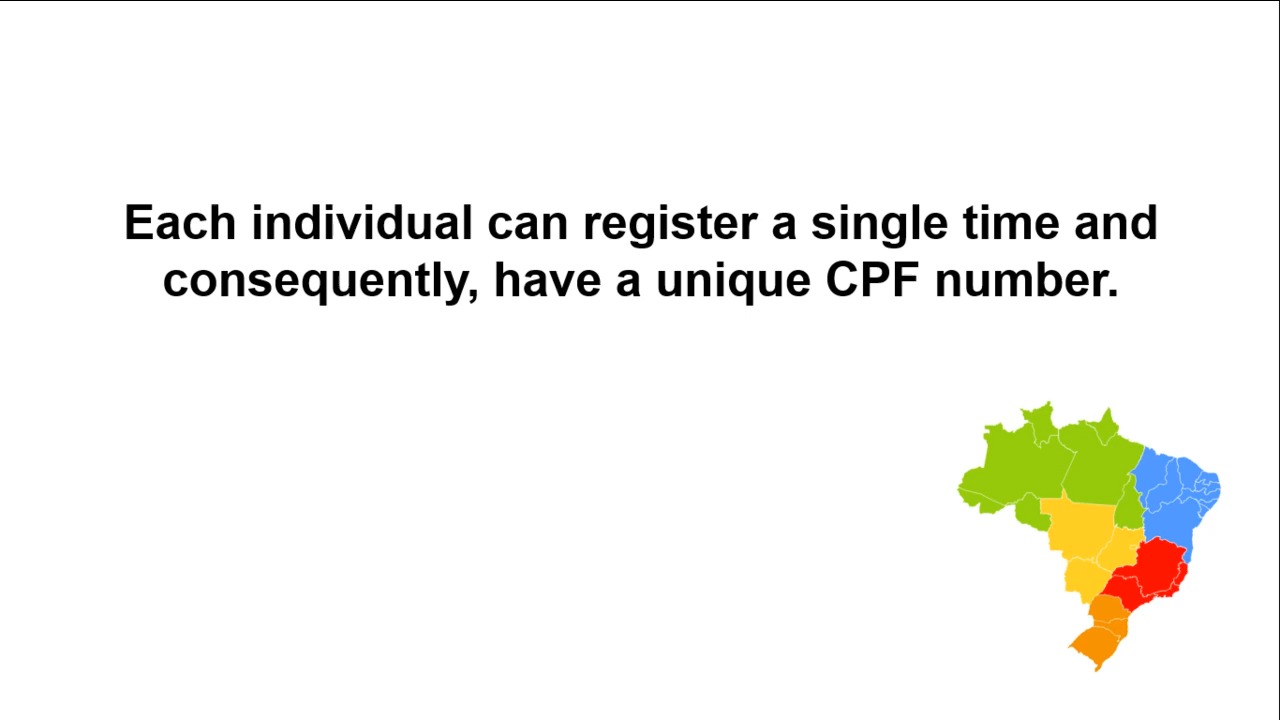 Each individual can register a single time and
consequently, have a unique CPF number.